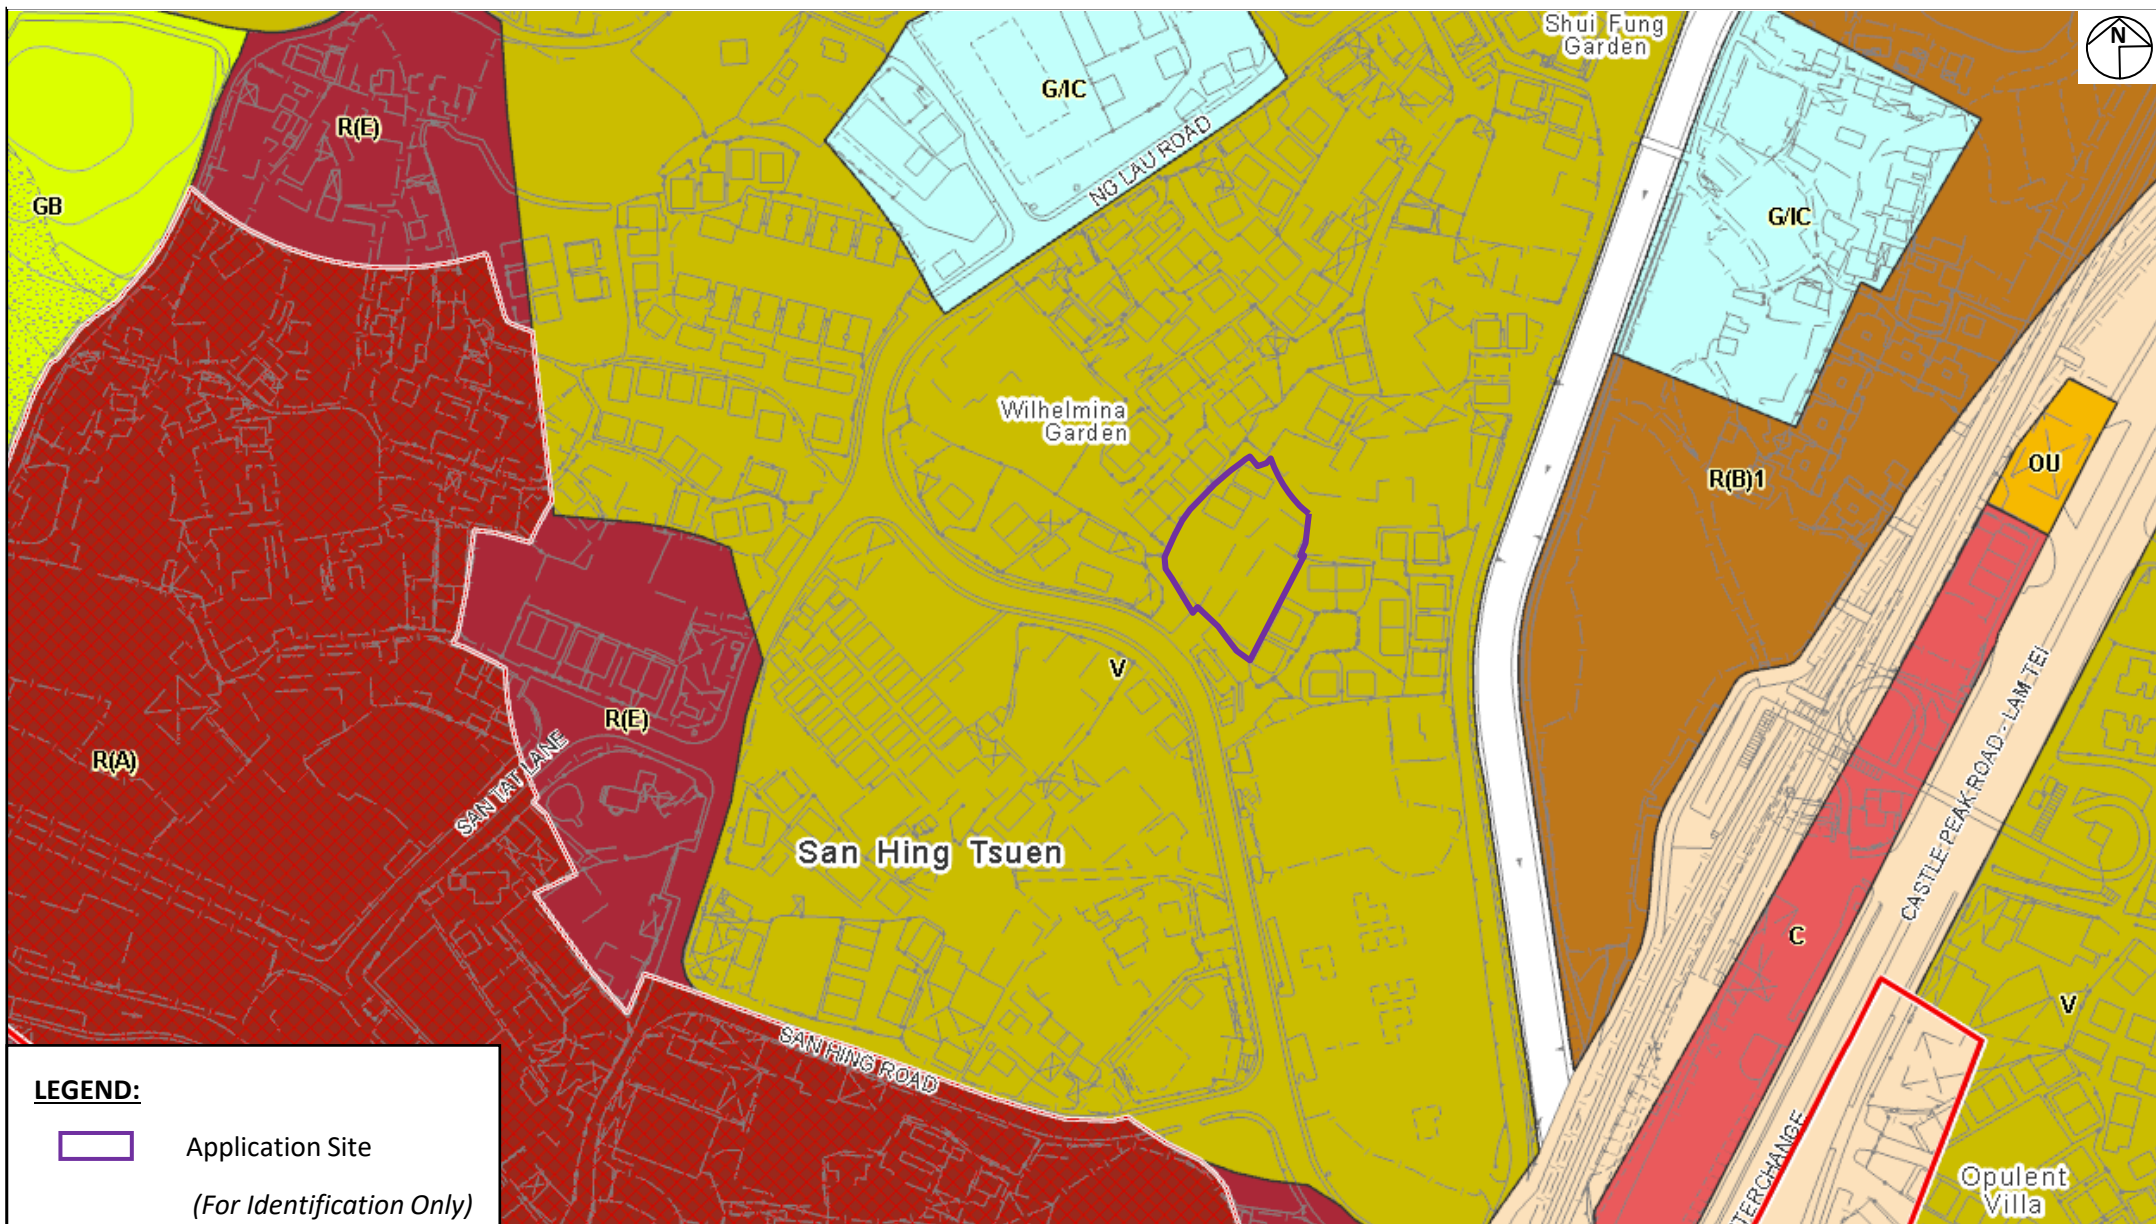 Shui Fung
Garden
N
G/IC
R(E)
NG LAU ROAD
GB
G/IC
Wilhelmina
Garden
OU
R(B)1
V
R(E)
R(A)
SAN TAT LANE
CASTLE PEAK ROAD - LAM TEI
San Hing Tsuen
C
V
SAN HING ROAD
LEGEND:
Application Site
(For Identification Only)
TERCHANGE
Opulent
Villa